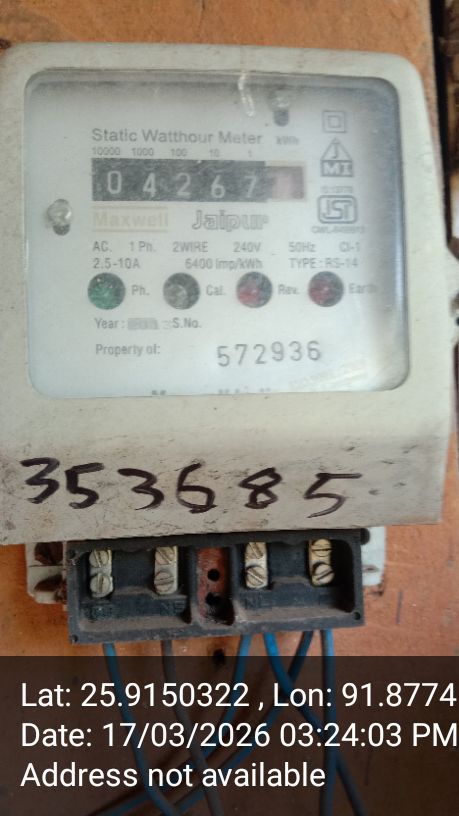 Static Watthour Meter kWh
10000 1000 100 10 1
0 4 2 6 7
Maxwell Jaipur
AC. 1 Ph. 2WIRE 240V 50Hz Cl-1
2.5-10A 6400 Imp/kWh TYPE : RS-14
Ph. Cal. Rev. Earth
Year : S.No.
Property of: 572936
353685
Lat: 25.9150322 , Lon: 91.8774
Date: 17/03/2026 03:24:03 PM
Address not available